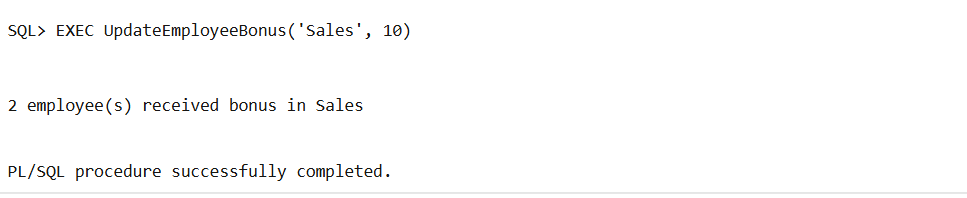 SQL> EXEC UpdateEmployeeBonus('Sales', 10)
2 employee(s) received bonus in Sales
PL/SQL procedure successfully completed.